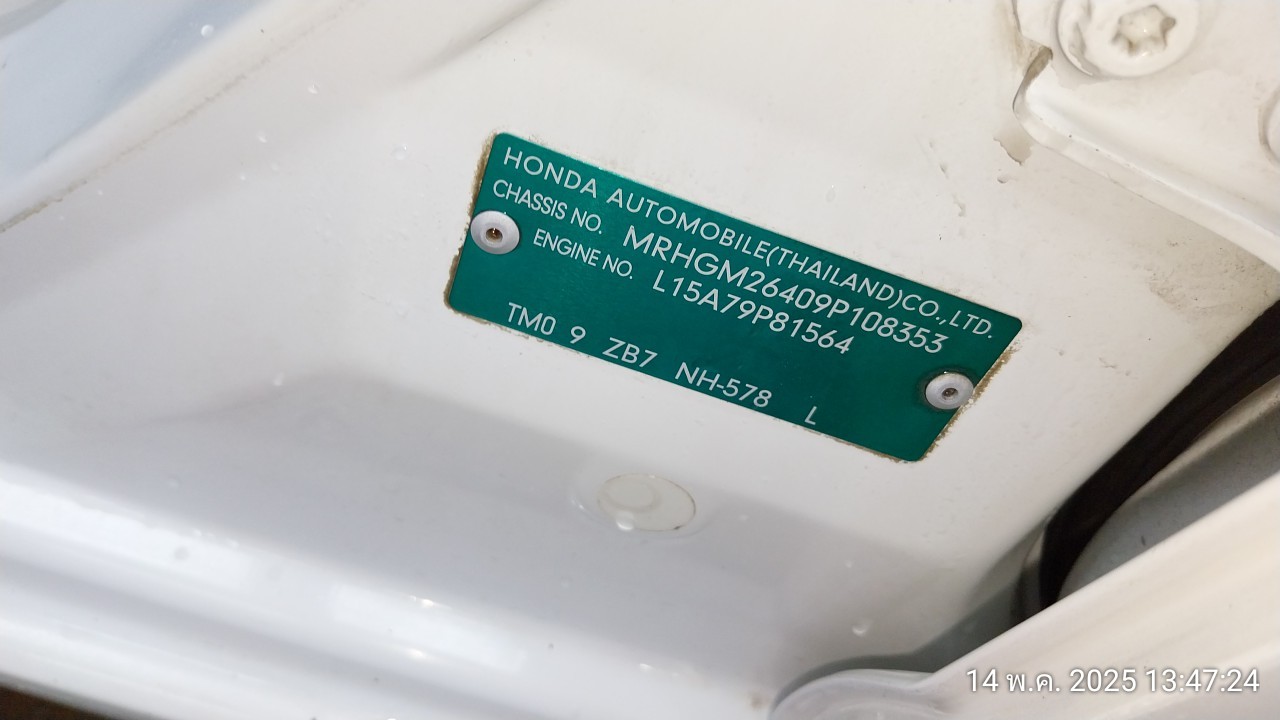 HONDA AUTOMOBILE(THAILAND)CO.,LTD.
CHASSIS NO. MRHGM26409P108353
ENGINE NO. L15A79P81564
TM0 9 ZB7 NH-578 L
14 พ.ค. 2025 13:47:24